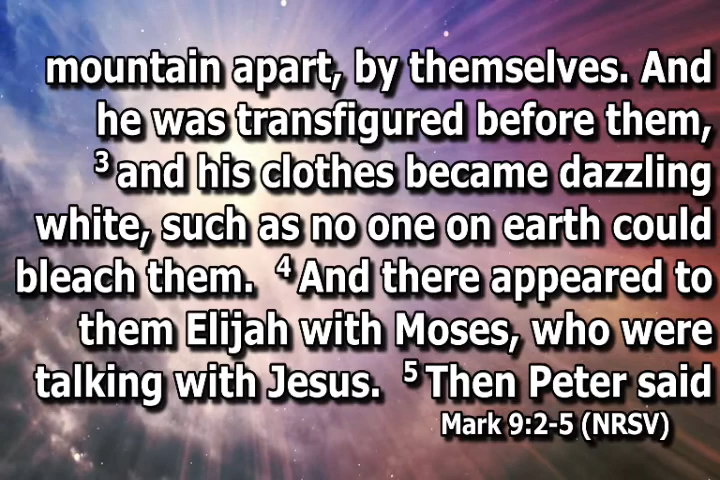 mountain apart, by themselves. And
he was transfigured before them,
3 and his clothes became dazzling
white, such as no one on earth could
bleach them. 4 And there appeared to
them Elijah with Moses, who were
talking with Jesus. 5 Then Peter said
Mark 9:2-5 (NRSV)